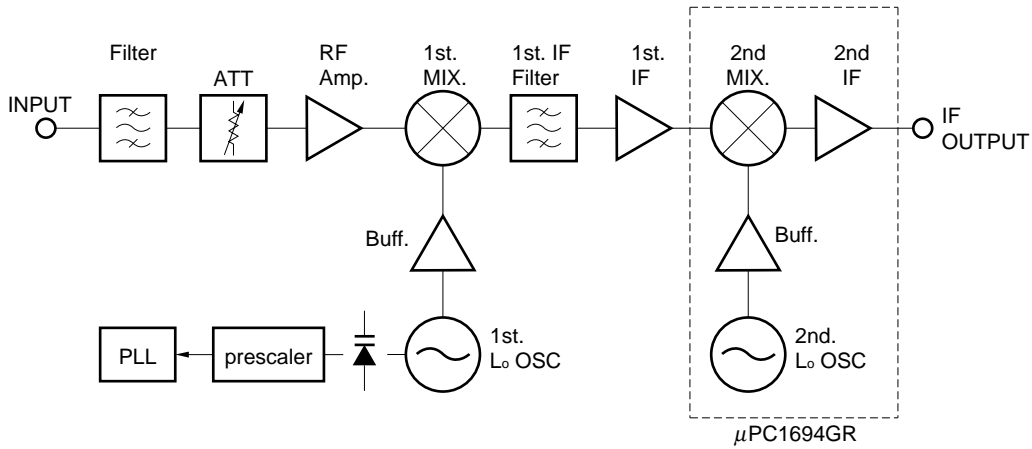 Filter
ATT
RF
Amp.
1st.
MIX.
1st. IF
Filter
1st.
IF
2nd
MIX.
2nd
IF
INPUT
IF
OUTPUT
Buff.
Buff.
PLL
prescaler
1st.
Lo OSC
2nd.
Lo OSC
µPC1694GR